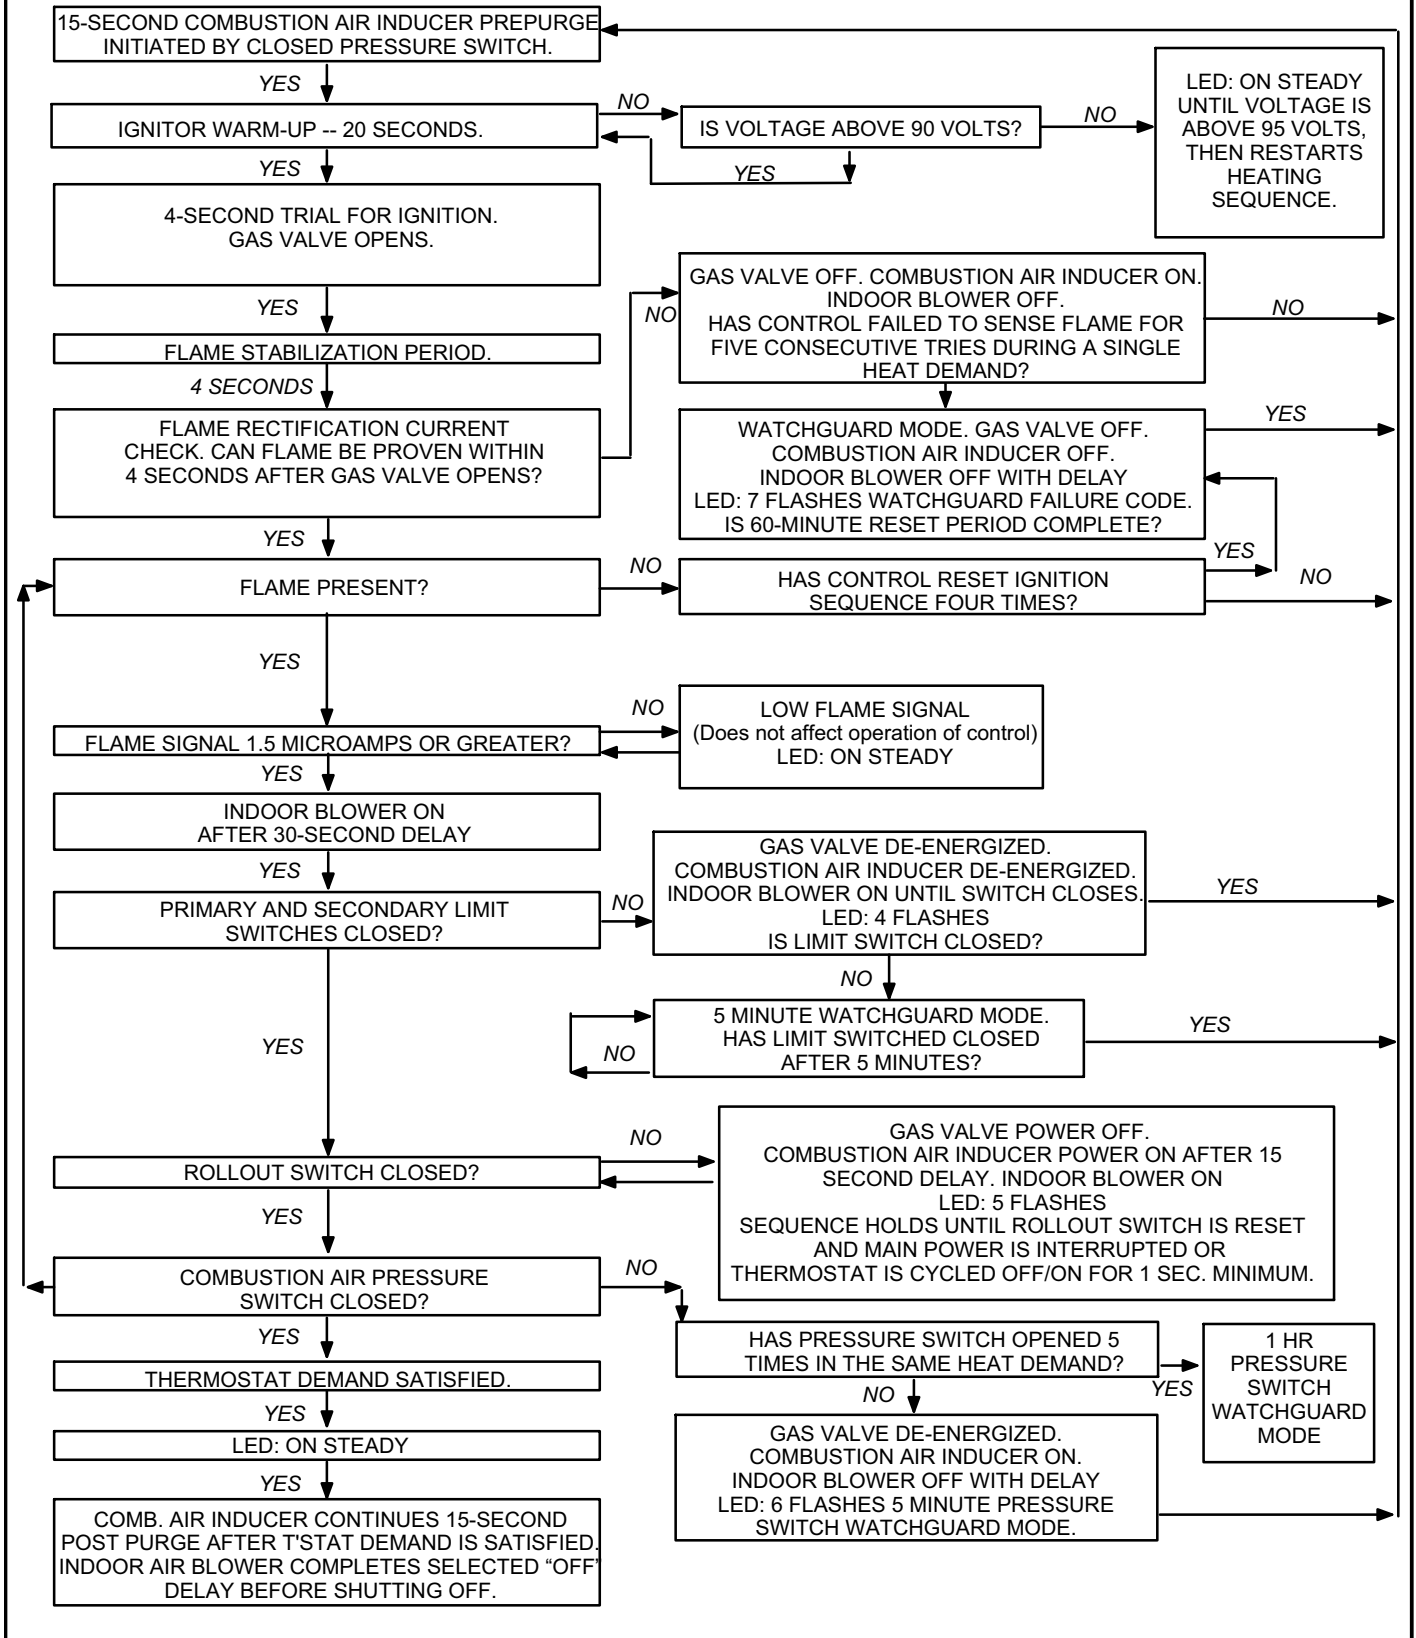 15-SECOND COMBUSTION AIR INDUCER PREPURGE
INITIATED BY CLOSED PRESSURE SWITCH.
YES
IGNITOR WARM-UP -- 20 SECONDS.
NO
IS VOLTAGE ABOVE 90 VOLTS?
NO
YES
LED: ON STEADY
UNTIL VOLTAGE IS
ABOVE 95 VOLTS,
THEN RESTARTS
HEATING
SEQUENCE.
YES
4-SECOND TRIAL FOR IGNITION.
GAS VALVE OPENS.
YES
FLAME STABILIZATION PERIOD.
4 SECONDS
FLAME RECTIFICATION CURRENT
CHECK. CAN FLAME BE PROVEN WITHIN
4 SECONDS AFTER GAS VALVE OPENS?
NO
GAS VALVE OFF. COMBUSTION AIR INDUCER ON.
INDOOR BLOWER OFF.
HAS CONTROL FAILED TO SENSE FLAME FOR
FIVE CONSECUTIVE TRIES DURING A SINGLE
HEAT DEMAND?
NO
WATCHGUARD MODE. GAS VALVE OFF.
COMBUSTION AIR INDUCER OFF.
INDOOR BLOWER OFF WITH DELAY
LED: 7 FLASHES WATCHGUARD FAILURE CODE.
IS 60-MINUTE RESET PERIOD COMPLETE?
YES
YES
FLAME PRESENT?
NO
HAS CONTROL RESET IGNITION
SEQUENCE FOUR TIMES?
YES
NO
YES
FLAME SIGNAL 1.5 MICROAMPS OR GREATER?
NO
LOW FLAME SIGNAL
(Does not affect operation of control)
LED: ON STEADY
YES
INDOOR BLOWER ON
AFTER 30-SECOND DELAY
YES
PRIMARY AND SECONDARY LIMIT
SWITCHES CLOSED?
NO
GAS VALVE DE-ENERGIZED.
COMBUSTION AIR INDUCER DE-ENERGIZED.
INDOOR BLOWER ON UNTIL SWITCH CLOSES.
LED: 4 FLASHES
IS LIMIT SWITCH CLOSED?
YES
NO
5 MINUTE WATCHGUARD MODE.
HAS LIMIT SWITCHED CLOSED
AFTER 5 MINUTES?
YES
NO
YES
ROLLOUT SWITCH CLOSED?
NO
GAS VALVE POWER OFF.
COMBUSTION AIR INDUCER POWER ON AFTER 15
SECOND DELAY. INDOOR BLOWER ON
LED: 5 FLASHES
SEQUENCE HOLDS UNTIL ROLLOUT SWITCH IS RESET
AND MAIN POWER IS INTERRUPTED OR
THERMOSTAT IS CYCLED OFF/ON FOR 1 SEC. MINIMUM.
YES
COMBUSTION AIR PRESSURE
SWITCH CLOSED?
NO
HAS PRESSURE SWITCH OPENED 5
TIMES IN THE SAME HEAT DEMAND?
YES
1 HR
PRESSURE
SWITCH
WATCHGUARD
MODE
NO
GAS VALVE DE-ENERGIZED.
COMBUSTION AIR INDUCER ON.
INDOOR BLOWER OFF WITH DELAY
LED: 6 FLASHES 5 MINUTE PRESSURE
SWITCH WATCHGUARD MODE.
YES
THERMOSTAT DEMAND SATISFIED.
YES
LED: ON STEADY
YES
COMB. AIR INDUCER CONTINUES 15-SECOND
POST PURGE AFTER T'STAT DEMAND IS SATISFIED.
INDOOR AIR BLOWER COMPLETES SELECTED “OFF”
DELAY BEFORE SHUTTING OFF.